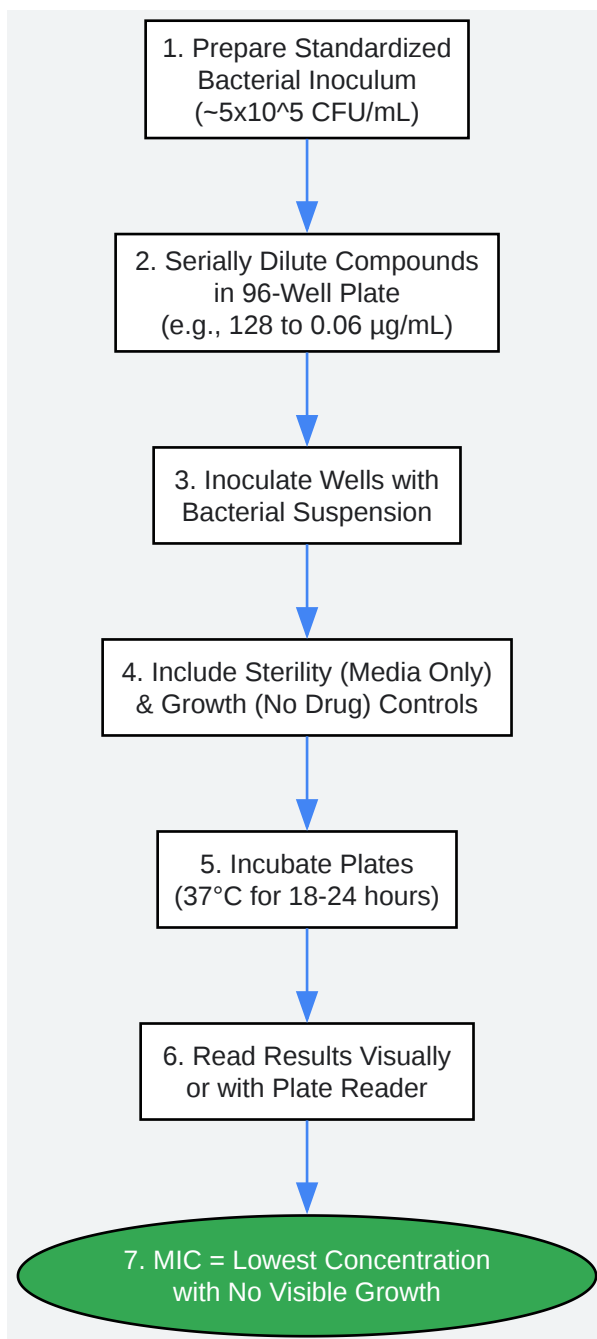 1. Prepare Standardized
Bacterial Inoculum
(~5x10^5 CFU/mL)
2. Serially Dilute Compounds
in 96-Well Plate
(e.g., 128 to 0.06 µg/mL)
3. Inoculate Wells with
Bacterial Suspension
4. Include Sterility (Media Only)
& Growth (No Drug) Controls
5. Incubate Plates
(37°C for 18-24 hours)
6. Read Results Visually
or with Plate Reader
7. MIC = Lowest Concentration
with No Visible Growth